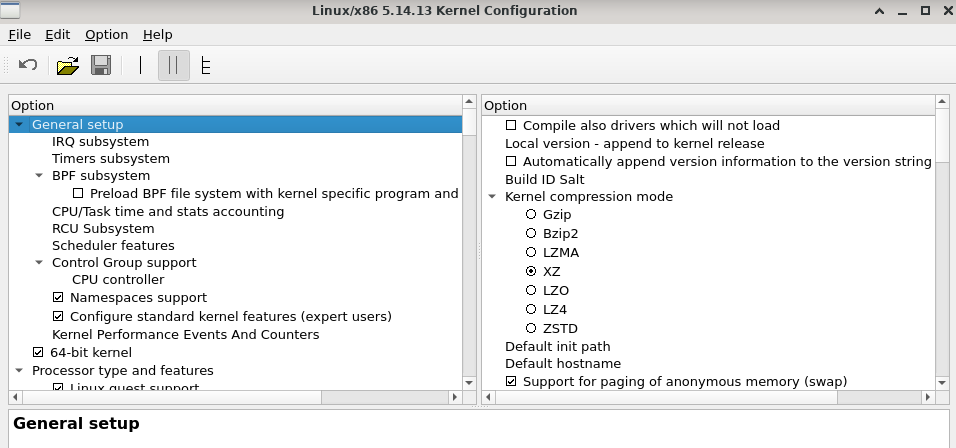 Linux/x86 5.14.13 Kernel Configuration
File Edit Option Help
Option
General setup
IRQ subsystem
Timers subsystem
BPF subsystem
Preload BPF file system with kernel specific program and
CPU/Task time and stats accounting
RCU Subsystem
Scheduler features
Control Group support
CPU controller
Namespaces support
Configure standard kernel features (expert users)
Kernel Performance Events And Counters
64-bit kernel
Processor type and features
Linux guest support
Option
Compile also drivers which will not load
Local version - append to kernel release
Automatically append version information to the version string
Build ID Salt
Kernel compression mode
Gzip
Bzip2
LZMA
XZ
LZO
LZ4
ZSTD
Default init path
Default hostname
Support for paging of anonymous memory (swap)
General setup